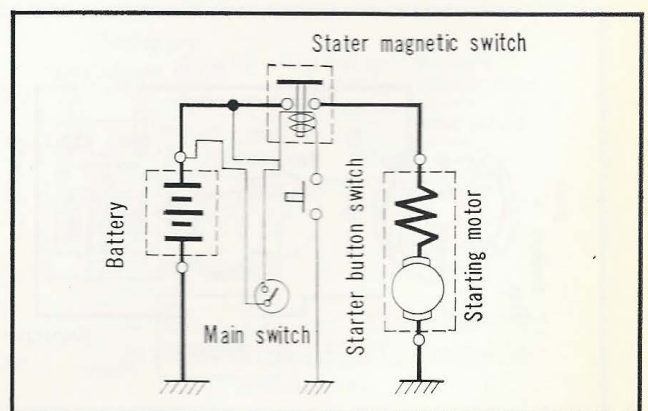 Stater magnetic switch
Battery
Main switch
Starter button switch
Starting motor